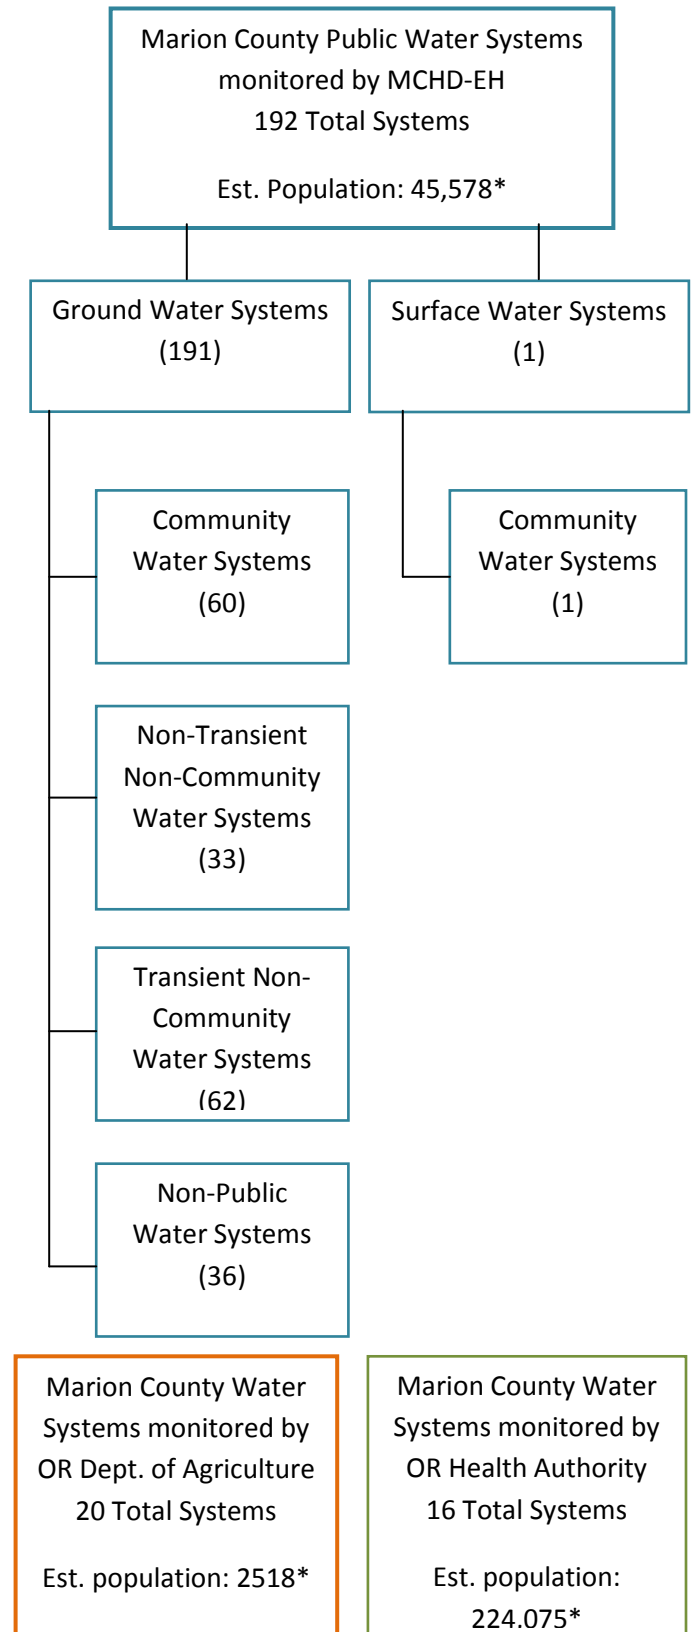 Marion County Public Water Systems
monitored by MCHD-EH
192 Total Systems
Est. Population: 45,578*
Ground Water Systems
(191)
Surface Water Systems
(1)
Community
Water Systems
(60)
Community
Water Systems
(1)
Non-Transient
Non-Community
Water Systems
(33)
Transient Non-
Community
Water Systems
(62)
Non-Public
Water Systems
(36)
Marion County Water
Systems monitored by
OR Dept. of Agriculture
20 Total Systems
Est. population: 2518*
Marion County Water
Systems monitored by
OR Health Authority
16 Total Systems
Est. population:
224,075*